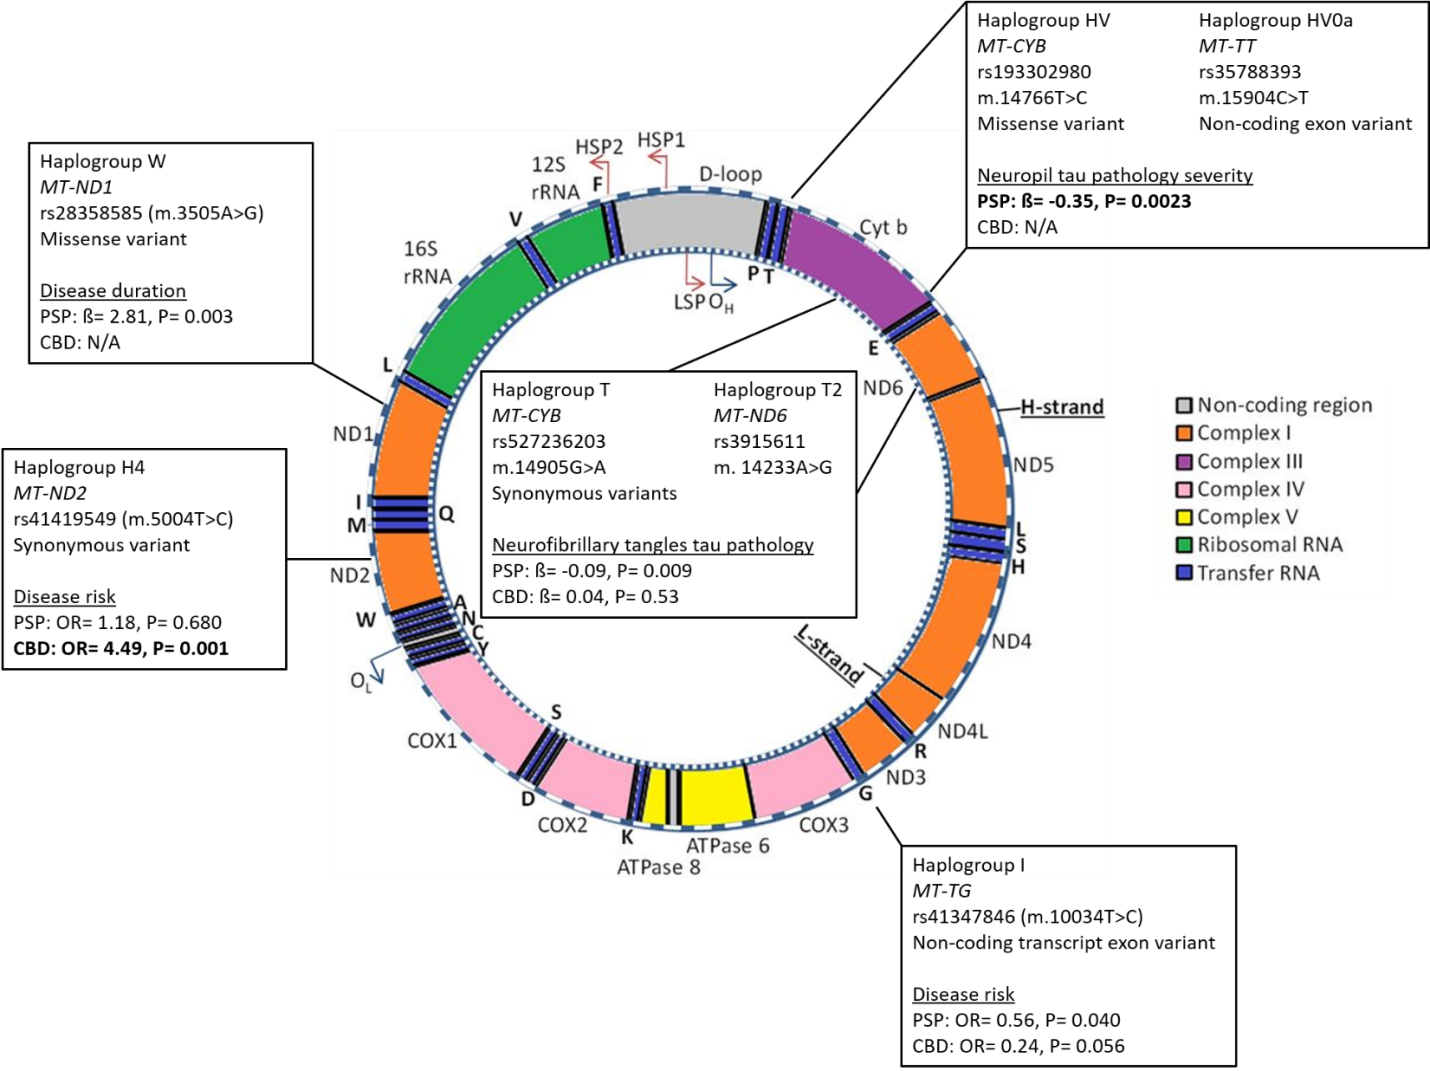 Haplogroup HV
MT-CYB
rs193302980
m.14766T>C
Missense variant
Haplogroup HV0a
MT-TT
rs35788393
m.15904C>T
Non-coding exon variant
Neuropil tau pathology severity
PSP: ß= -0.35, P= 0.0023
CBD: N/A
Haplogroup W
MT-ND1
rs28358585 (m.3505A>G)
Missense variant
Disease duration
PSP: ß= 2.81, P= 0.003
CBD: N/A
Haplogroup H4
MT-ND2
rs41419549 (m.5004T>C)
Synonymous variant
Disease risk
PSP: OR= 1.18, P= 0.680
CBD: OR= 4.49, P= 0.001
Haplogroup T
MT-CYB
rs527236203
m.14905G>A
Synonymous variants
Haplogroup T2
MT-ND6
rs3915611
m. 14233A>G
Neurofibrillary tangles tau pathology
PSP: ß= -0.09, P= 0.009
CBD: ß= 0.04, P= 0.53
HSP2
HSP1
12S
rRNA
F
D-loop
V
16S
rRNA
Cyt b
P
T
LSP
OH
E
L
ND6
H-strand
ND1
ND5
I
M
Q
L
S
H
ND2
W
A
N
C
Y
OL
L-strand
ND4
COX1
S
ND4L
R
ND3
G
D
COX2
K
COX3
ATPase 6
ATPase 8
Non-coding region
Complex I
Complex III
Complex IV
Complex V
Ribosomal RNA
Transfer RNA
Haplogroup I
MT-TG
rs41347846 (m.10034T>C)
Non-coding transcript exon variant
Disease risk
PSP: OR= 0.56, P= 0.040
CBD: OR= 0.24, P= 0.056